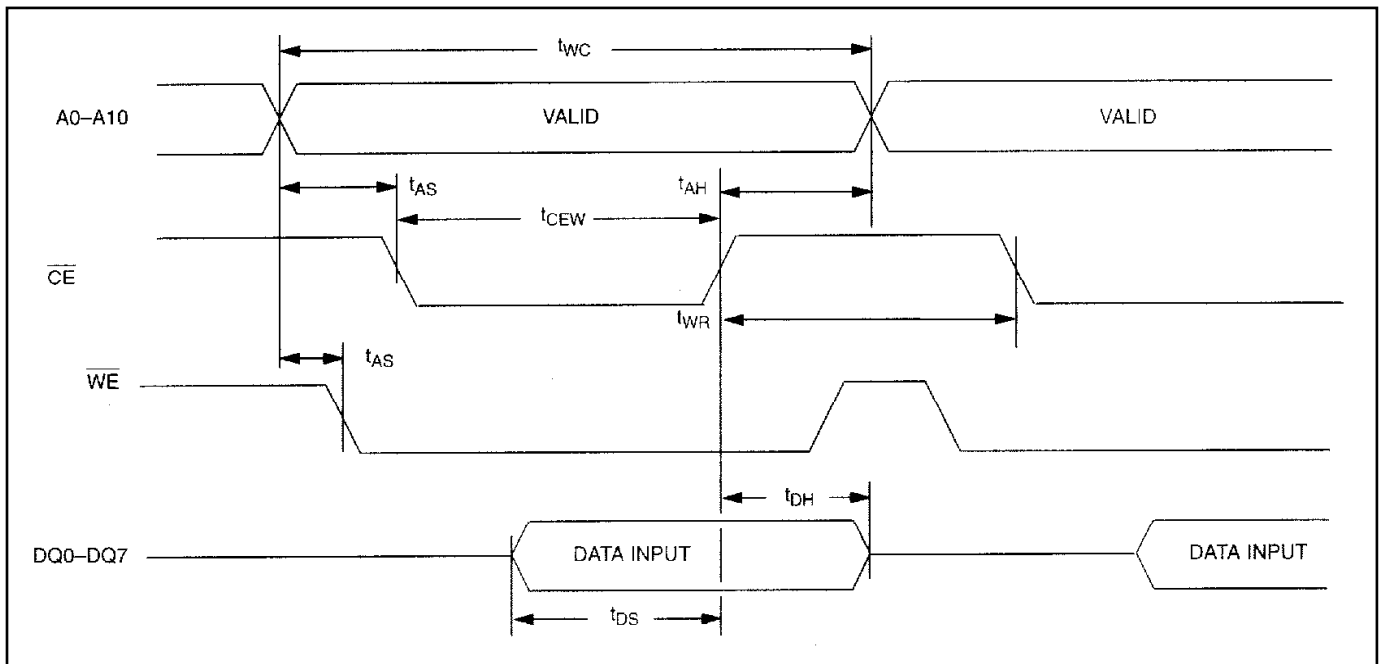 tWC
A0–A10
VALID
VALID
tAS
tAH
tCEW
CE
tWR
tAS
WE
tDH
DQ0–DQ7
DATA INPUT
DATA INPUT
tDS